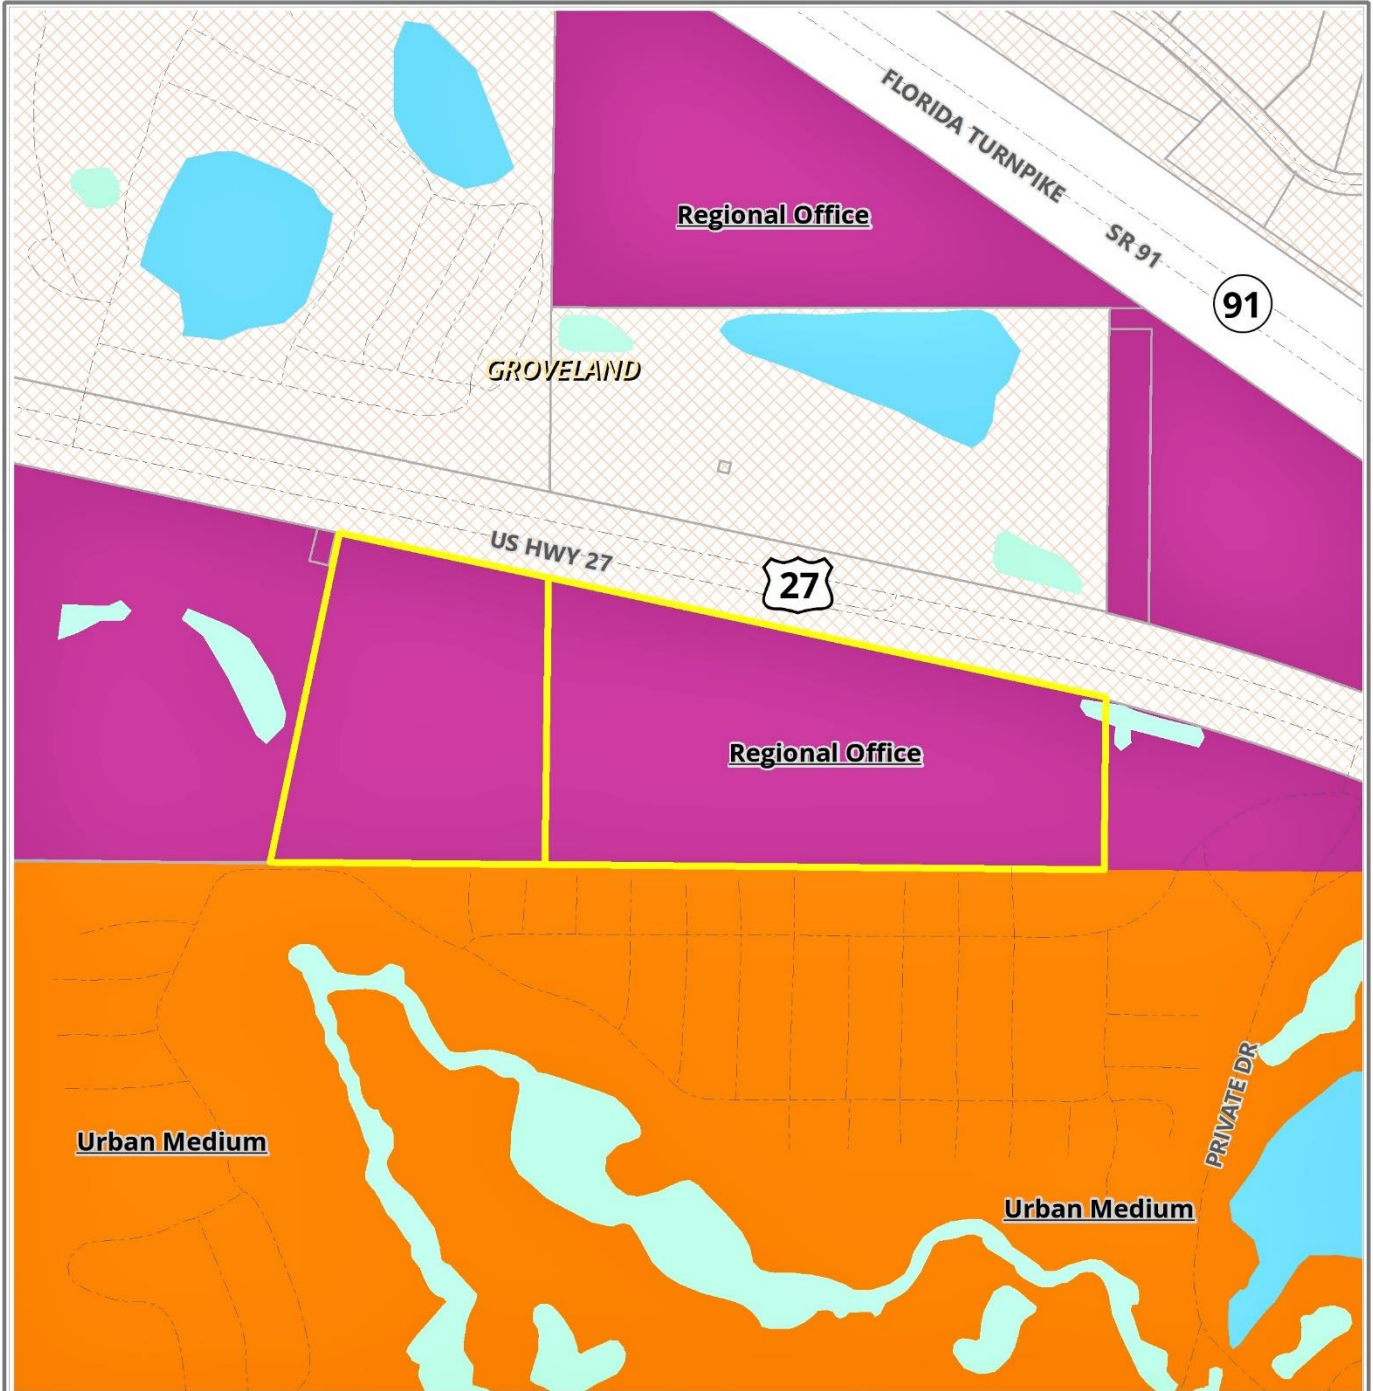 FLORIDA TURNPIKE
SR 91
Regional Office
91
GROVELAND
US HWY 27
27
Regional Office
PRIVATE DR
Urban Medium
Urban Medium